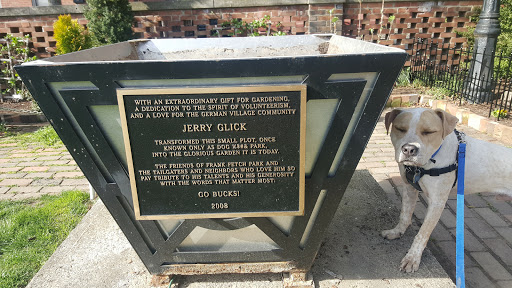 WITH AN EXTRAORDINARY GIFT FOR GARDENING,
A DEDICATION TO THE SPIRIT OF VOLUNTEERISM,
AND A LOVE FOR THE GERMAN VILLAGE COMMUNITY
JERRY GLICK
TRANSFORMED THIS SMALL PLOT, ONCE
KNOWN ONLY AS DOG X$#& PARK,
INTO THE GLORIOUS GARDEN IT IS TODAY.
THE FRIENDS OF FRANK FETCH PARK AND
THE TAILGATERS AND NEIGHBORS WHO LOVE HIM SO
PAY TRIBUTE TO HIS TALENTS AND HIS GENEROSITY
WITH THE WORDS THAT MATTER MOST:
GO BUCKS!
2008